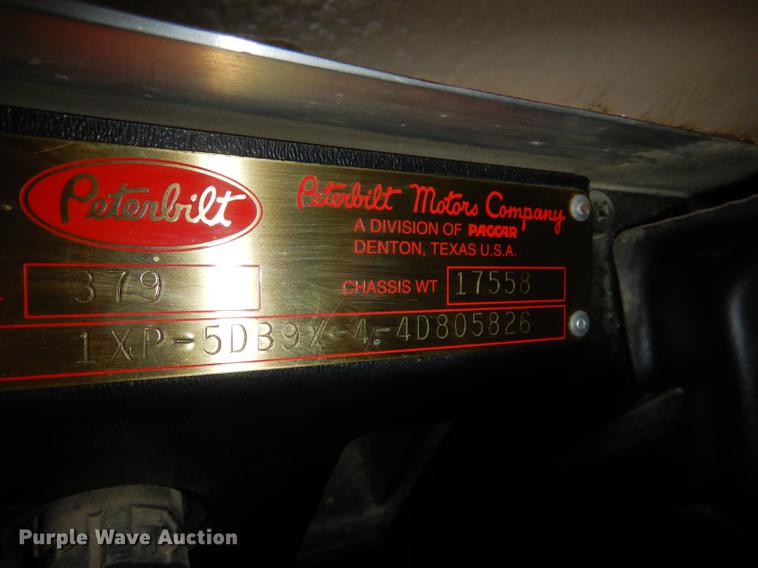 Peterbilt
Peterbilt Motors Company
A DIVISION OF PACCAR
DENTON, TEXAS U.S.A.
379
CHASSIS WT 17558
1XP-5DB9X-4-4D805826
Purple Wave Auction